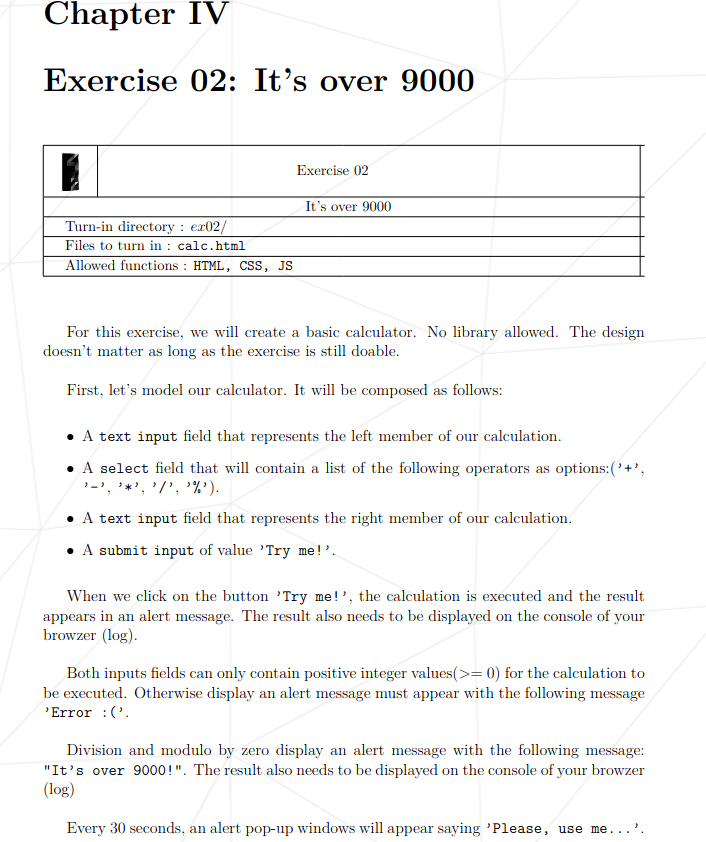 Chapter IV
Exercise 02: It's over 9000
Exercise 02
It's over 9000
Turn-in directory : ex02/
Files to turn in : calc.html
Allowed functions : HTML, CSS, JS
For this exercise, we will create a basic calculator. No library allowed. The design
doesn't matter as long as the exercise is still doable.
First, let's model our calculator. It will be composed as follows:
• A text input field that represents the left member of our calculation.
• A select field that will contain a list of the following operators as options:('+',
'-', '*', '/', '%').
• A text input field that represents the right member of our calculation.
• A submit input of value 'Try me!'.
When we click on the button 'Try me!', the calculation is executed and the result
appears in an alert message. The result also needs to be displayed on the console of your
browzer (log).
Both inputs fields can only contain positive integer values(>= 0) for the calculation to
be executed. Otherwise display an alert message must appear with the following message
'Error :('.
Division and modulo by zero display an alert message with the following message:
"It's over 9000!". The result also needs to be displayed on the console of your browzer
(log)
Every 30 seconds, an alert pop-up windows will appear saying 'Please, use me...'.